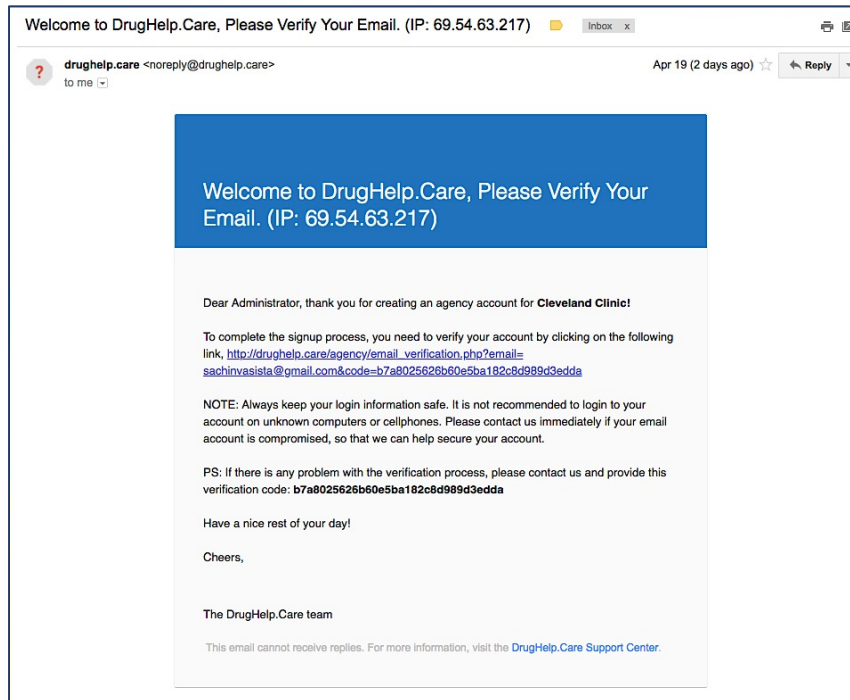 Welcome to DrugHelp.Care, Please Verify Your Email. (IP: 69.54.63.217) Inbox x
? drughelp.care <noreply@drughelp.care> Apr 19 (2 days ago) Reply
to me
Welcome to DrugHelp.Care, Please Verify Your
Email. (IP: 69.54.63.217)
Dear Administrator, thank you for creating an agency account for Cleveland Clinic!
To complete the signup process, you need to verify your account by clicking on the following
link, http://drughelp.care/agency/email_verification.php?email=
sachinvasista@gmail.com&code=b7a8025626b60e5ba182c8d989d3edda
NOTE: Always keep your login information safe. It is not recommended to login to your
account on unknown computers or cellphones. Please contact us immediately if your email
account is compromised, so that we can help secure your account.
PS: If there is any problem with the verification process, please contact us and provide this
verification code: b7a8025626b60e5ba182c8d989d3edda
Have a nice rest of your day!
Cheers,
The DrugHelp.Care team
This email cannot receive replies. For more information, visit the DrugHelp.Care Support Center.